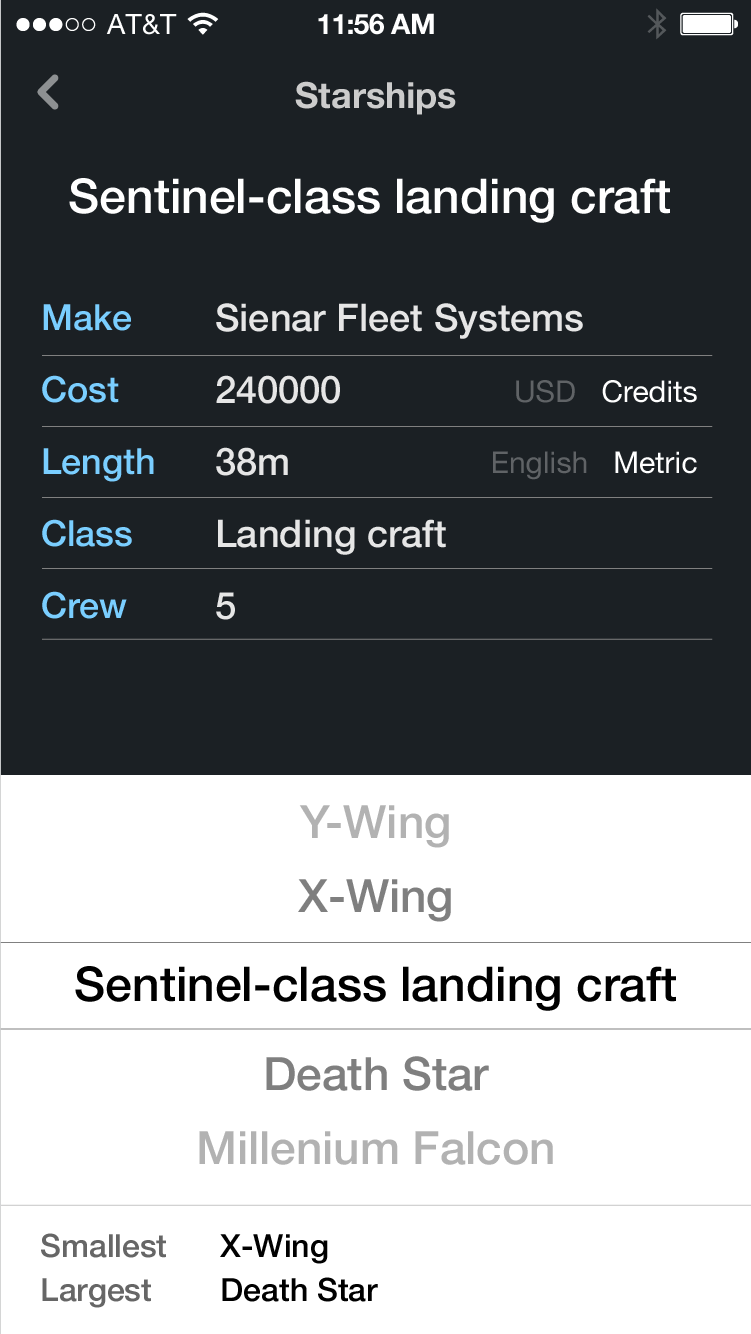 AT&T 11:56 AM
Starships
Sentinel-class landing craft
Make Sienar Fleet Systems
Cost 240000 USD Credits
Length 38m English Metric
Class Landing craft
Crew 5
Y-Wing
X-Wing
Sentinel-class landing craft
Death Star
Millenium Falcon
Smallest X-Wing
Largest Death Star